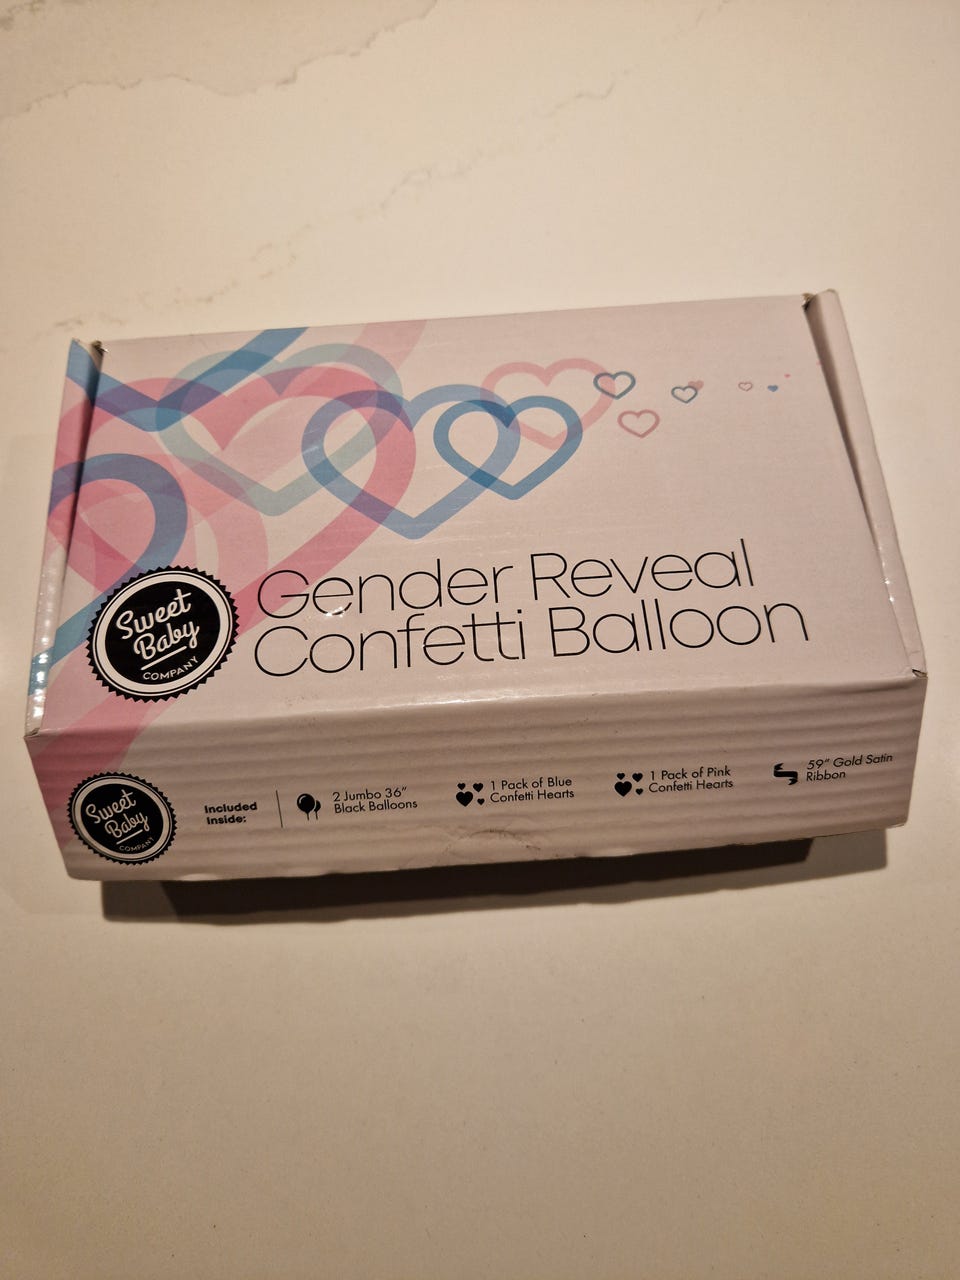 Gender Reveal
Confetti Balloon
Sweet
Baby
COMPANY
Sweet
Baby
COMPANY
Included
Inside:
2 Jumbo 36"
Black Balloons
1 Pack of Blue
Confetti Hearts
1 Pack of Pink
Confetti Hearts
59" Gold Satin
Ribbon